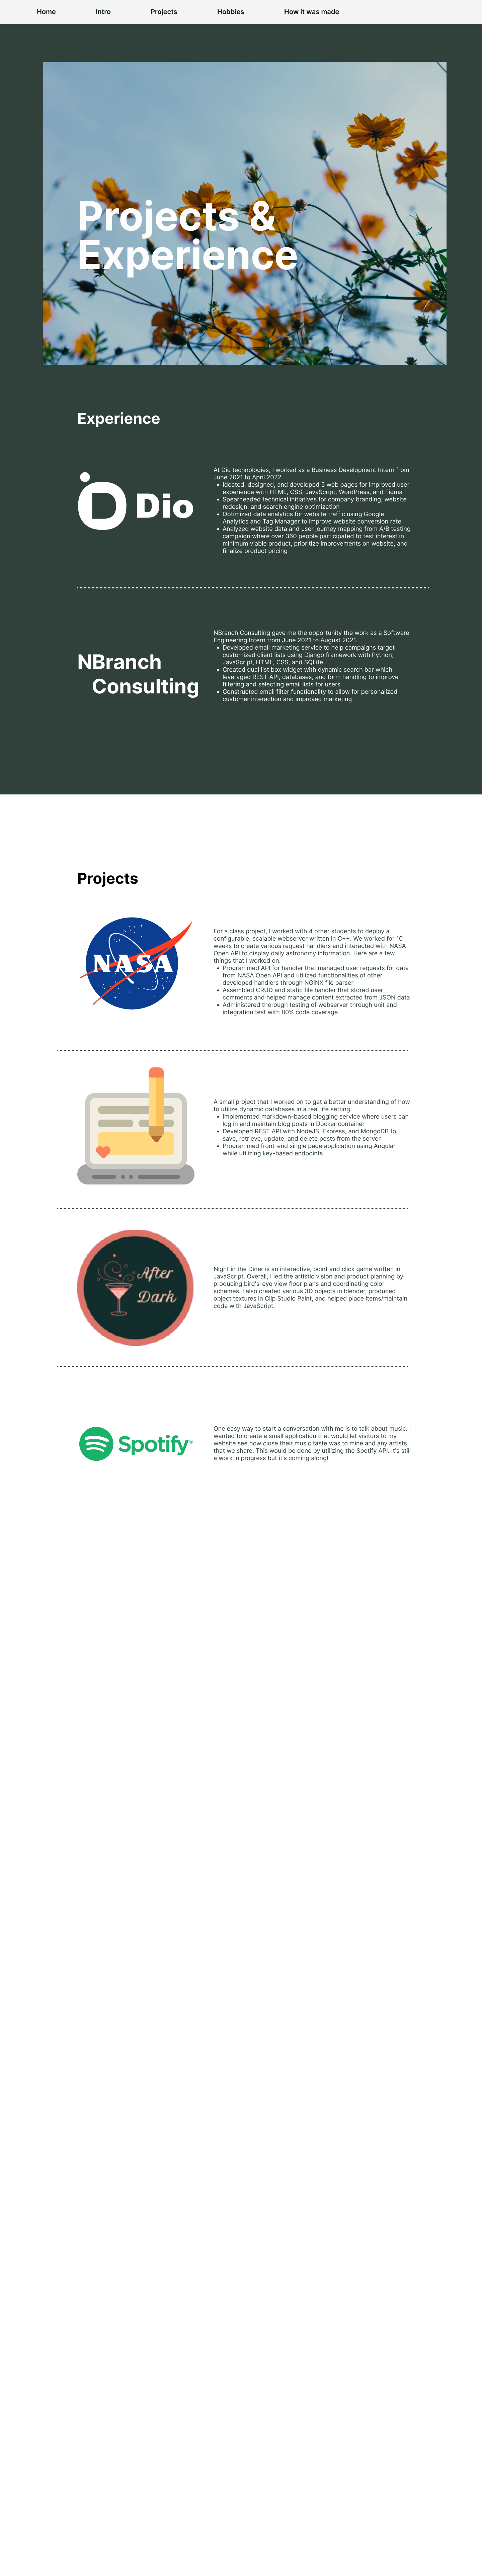 Home Intro Projects Hobbies How it was made
Projects &
Experience
Experience
Dio
At Dio technologies, I worked as a Business Development Intern from
June 2021 to April 2022.
• Ideated, designed, and developed 5 web pages for improved user
experience with HTML, CSS, JavaScript, WordPress, and Figma
• Spearheaded technical initiatives for company branding, website
redesign, and search engine optimization
• Optimized data analytics for website traffic using Google
Analytics and Tag Manager to improve website conversion rate
• Analyzed website data and user journey mapping from A/B testing
campaign where over 360 people participated to test interest in
minimum viable product, prioritize improvements on website, and
finalize product pricing
NBranch
Consulting
NBranch Consulting gave me the opportunity the work as a Software
Engineering Intern from June 2021 to August 2021.
• Developed email marketing service to help campaigns target
customized client lists using Django framework with Python,
JavaScript, HTML, CSS, and SQLite
• Created dual list box widget with dynamic search bar which
leveraged REST API, databases, and form handling to improve
filtering and selecting email lists for users
• Constructed email filter functionality to allow for personalized
customer interaction and improved marketing
Projects
NASA
For a class project, I worked with 4 other students to deploy a
configurable, scalable webserver written in C++. We worked for 10
weeks to create various request handlers and interacted with NASA
Open API to display daily astronomy information. Here are a few
things that I worked on:
• Programmed API for handler that managed user requests for data
from NASA Open API and utilized functionalities of other
developed handlers through NGINX file parser
• Assembled CRUD and static file handler that stored user
comments and helped manage content extracted from JSON data
• Administered thorough testing of webserver through unit and
integration test with 80% code coverage
A small project that I worked on to get a better understanding of how
to utilize dynamic databases in a real life setting.
• Implemented markdown-based blogging service where users can
log in and maintain blog posts in Docker container
• Developed REST API with NodeJS, Express, and MongoDB to
save, retrieve, update, and delete posts from the server
• Programmed front-end single page application using Angular
while utilizing key-based endpoints
After
Dark
Night in the Diner is an interactive, point and click game written in
JavaScript. Overall, I led the artistic vision and product planning by
producing bird's-eye view floor plans and coordinating color
schemes. I also created various 3D objects in blender, produced
object textures in Clip Studio Paint, and helped place items/maintain
code with JavaScript.
Spotify®
One easy way to start a conversation with me is to talk about music. I
wanted to create a small application that would let visitors to my
website see how close their music taste was to mine and any artists
that we share. This would be done by utilizing the Spotify API. It's still
a work in progress but it's coming along!